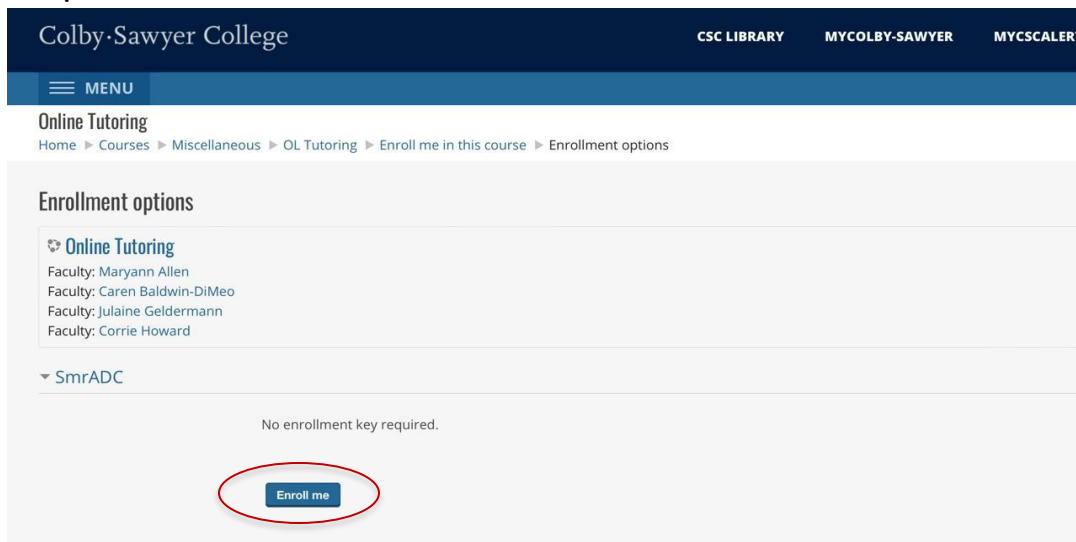 Colby·Sawyer College
CSC LIBRARY MYCOLBY-SAWYER MYCSCALER
MENU
Online Tutoring
Home ▶ Courses ▶ Miscellaneous ▶ OL Tutoring ▶ Enroll me in this course ▶ Enrollment options
Enrollment options
Online Tutoring
Faculty: Maryann Allen
Faculty: Caren Baldwin-DiMeo
Faculty: Julaine Geldermann
Faculty: Corrie Howard
SmrADC
No enrollment key required.
Enroll me